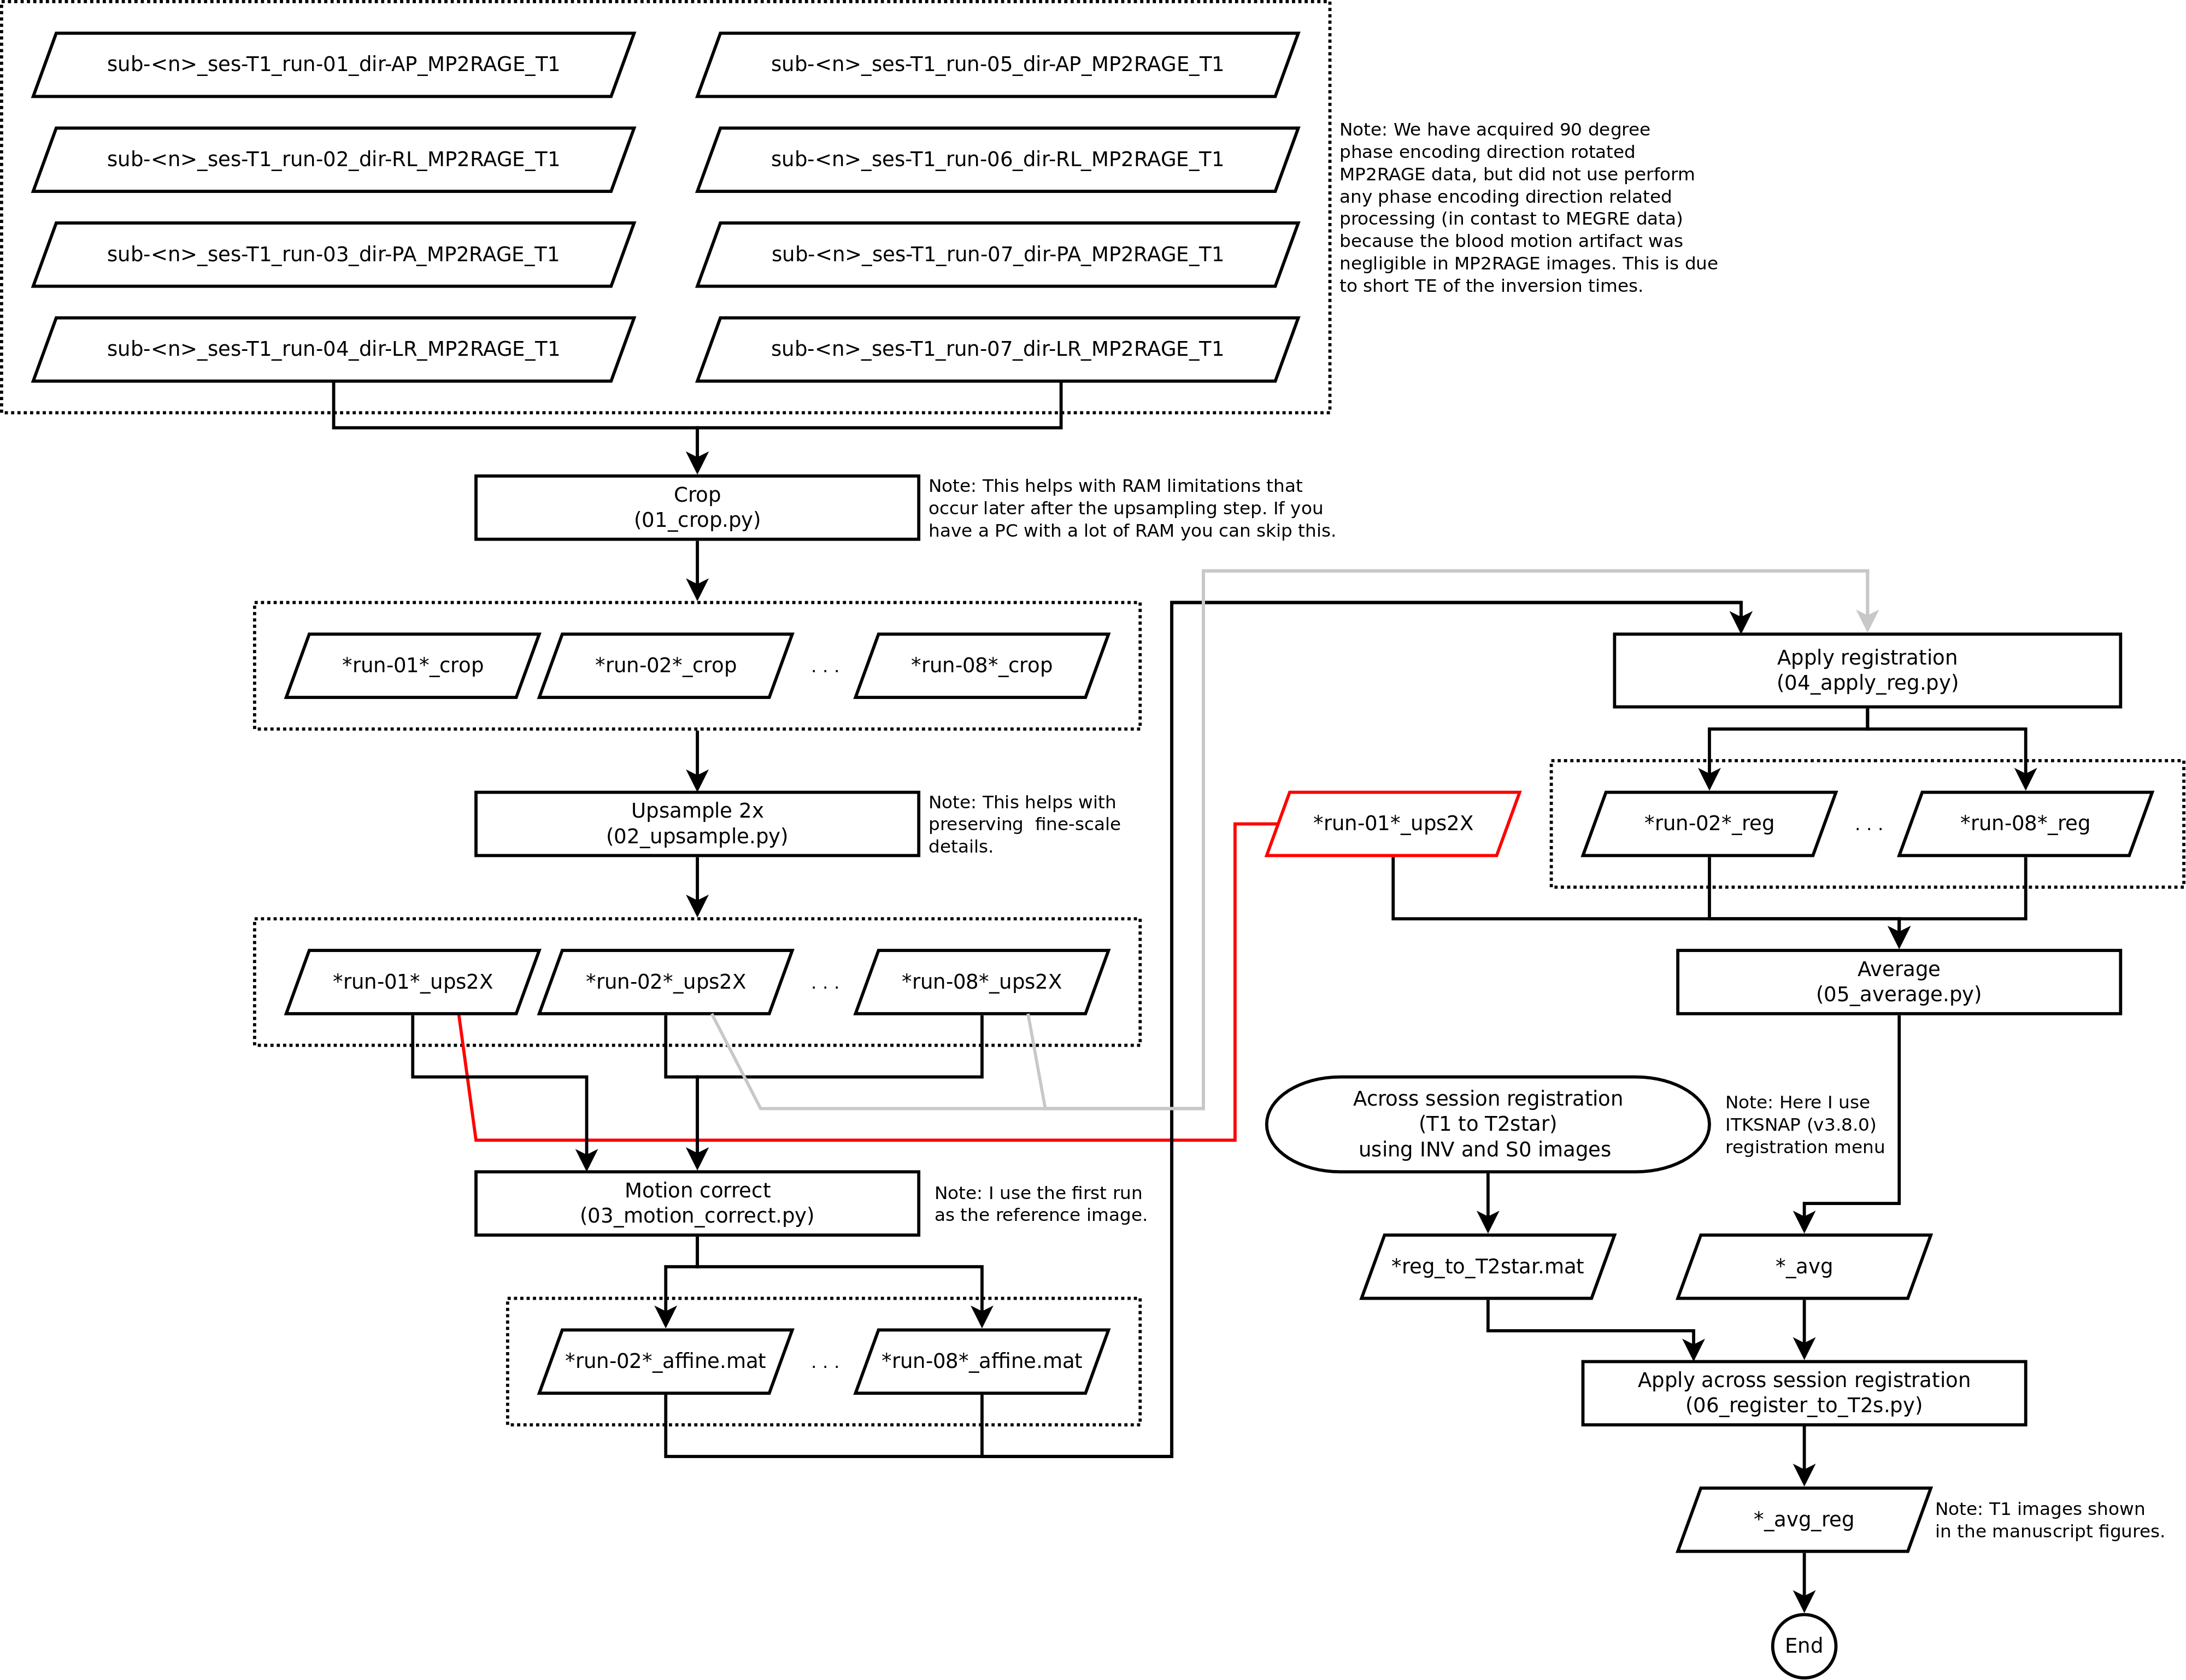 sub-<n>_ses-T1_run-01_dir-AP_MP2RAGE_T1
sub-<n>_ses-T1_run-05_dir-AP_MP2RAGE_T1
sub-<n>_ses-T1_run-02_dir-RL_MP2RAGE_T1
sub-<n>_ses-T1_run-06_dir-RL_MP2RAGE_T1
sub-<n>_ses-T1_run-03_dir-PA_MP2RAGE_T1
sub-<n>_ses-T1_run-07_dir-PA_MP2RAGE_T1
sub-<n>_ses-T1_run-04_dir-LR_MP2RAGE_T1
sub-<n>_ses-T1_run-07_dir-LR_MP2RAGE_T1
Note: We have acquired 90 degree
phase encoding direction rotated
MP2RAGE data, but did not use perform
any phase encoding direction related
processing (in contast to MEGRE data)
because the blood motion artifact was
negligible in MP2RAGE images. This is due
to short TE of the inversion times.
Crop
(01_crop.py)
Note: This helps with RAM limitations that
occur later after the upsampling step. If you
have a PC with a lot of RAM you can skip this.
*run-01*_crop
*run-02*_crop
. . .
*run-08*_crop
Upsample 2x
(02_upsample.py)
Note: This helps with
preserving  fine-scale
details.
*run-01*_ups2X
*run-02*_ups2X
. . .
*run-08*_ups2X
Motion correct
(03_motion_correct.py)
Note: I use the first run
as the reference image.
*run-02*_affine.mat
. . .
*run-08*_affine.mat
Apply registration
(04_apply_reg.py)
*run-01*_ups2X
*run-02*_reg
. . .
*run-08*_reg
Average
(05_average.py)
Across session registration
(T1 to T2star)
using INV and S0 images
Note: Here I use
ITKSNAP (v3.8.0)
registration menu
*reg_to_T2star.mat
*_avg
Apply across session registration
(06_register_to_T2s.py)
*_avg_reg
Note: T1 images shown
in the manuscript figures.
End